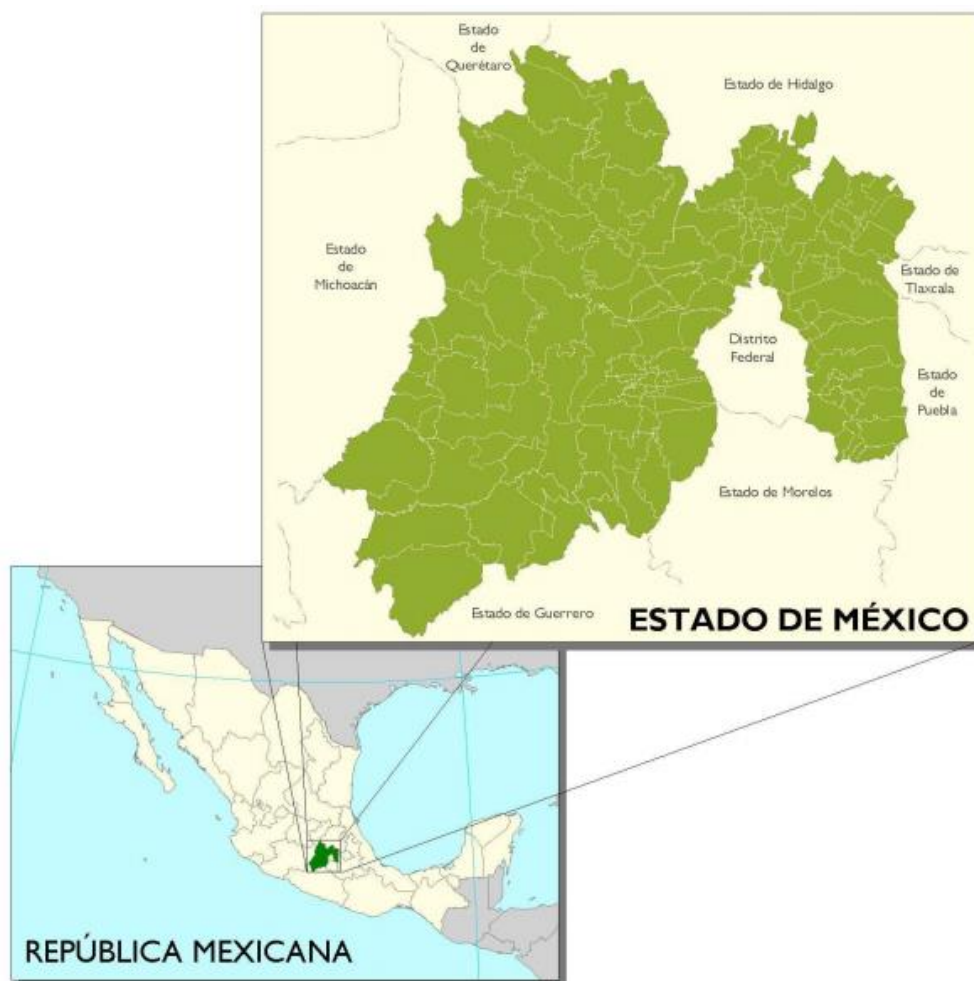 Estado
de
Querétaro
Estado de Hidalgo
Estado
de
Michoacán
Estado de
Tlaxcala
Distrito
Federal
Estado
de
Puebla
Estado de Morelos
Estado de Guerrero
ESTADO DE MÉXICO
REPÚBLICA MEXICANA